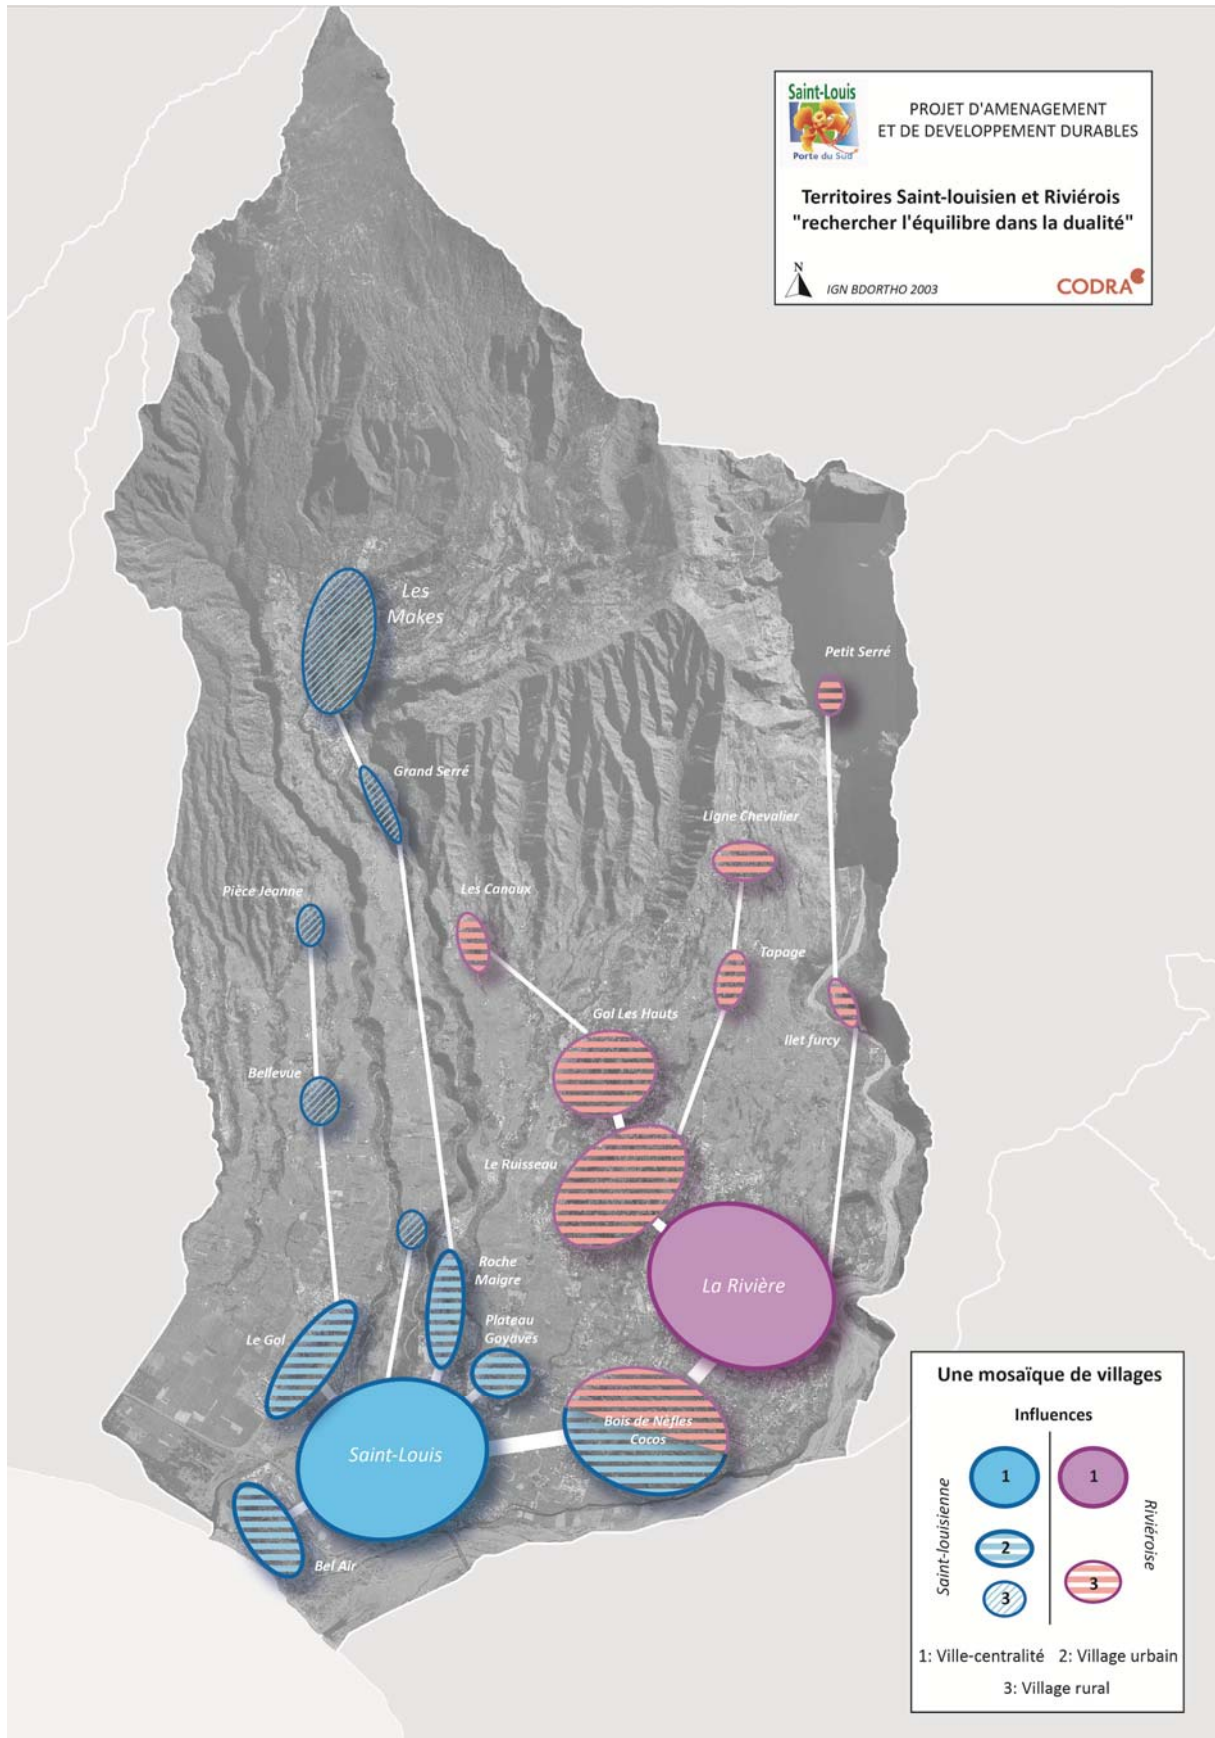 Saint-Louis
Porte du Sud
PROJET D'AMENAGEMENT
ET DE DEVELOPPEMENT DURABLES
Territoires Saint-louisien et Riviérois
"rechercher l'équilibre dans la dualité"
N
IGN BDORTHO 2003
CODRA
Les
Makes
Petit Serré
Grand Serré
Ligne Chevalier
Pièce Jeanne
Les Canaux
Tapage
Gol Les Hauts
Ilet furcy
Bellevue
Le Ruisseau
Roche
Maigre
La Rivière
Plateau
Goyaves
Le Gol
Bois de Nèfles
Cocos
Saint-Louis
Bel Air
Une mosaïque de villages
Influences
Saint-louisienne
1
1
2
3
3
Riviéroise
1: Ville-centralité 2: Village urbain
3: Village rural